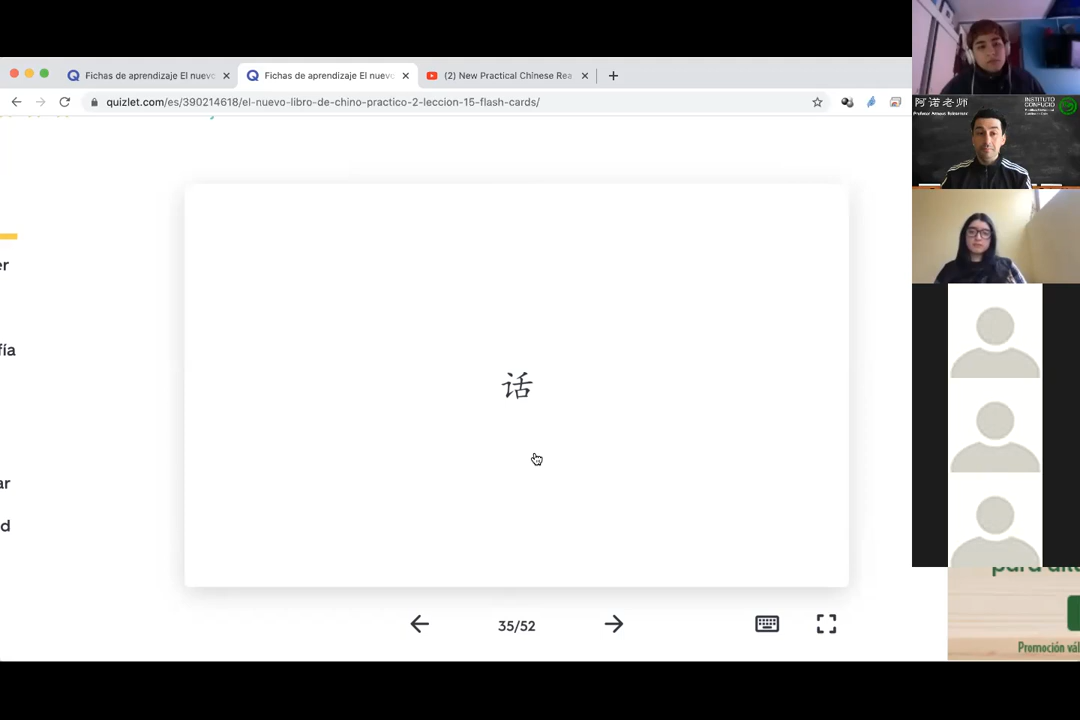 Fichas de aprendizaje El nuevo
Fichas de aprendizaje El nuevo
(2) New Practical Chinese Rea
quizlet.com/es/390214618/el-nuevo-libro-de-chino-practico-2-leccion-15-flash-cards/
er
fía
ar
d
话
35/52
阿诺老师
INSTITUTO
CONFUCIO
para
Promoción vál